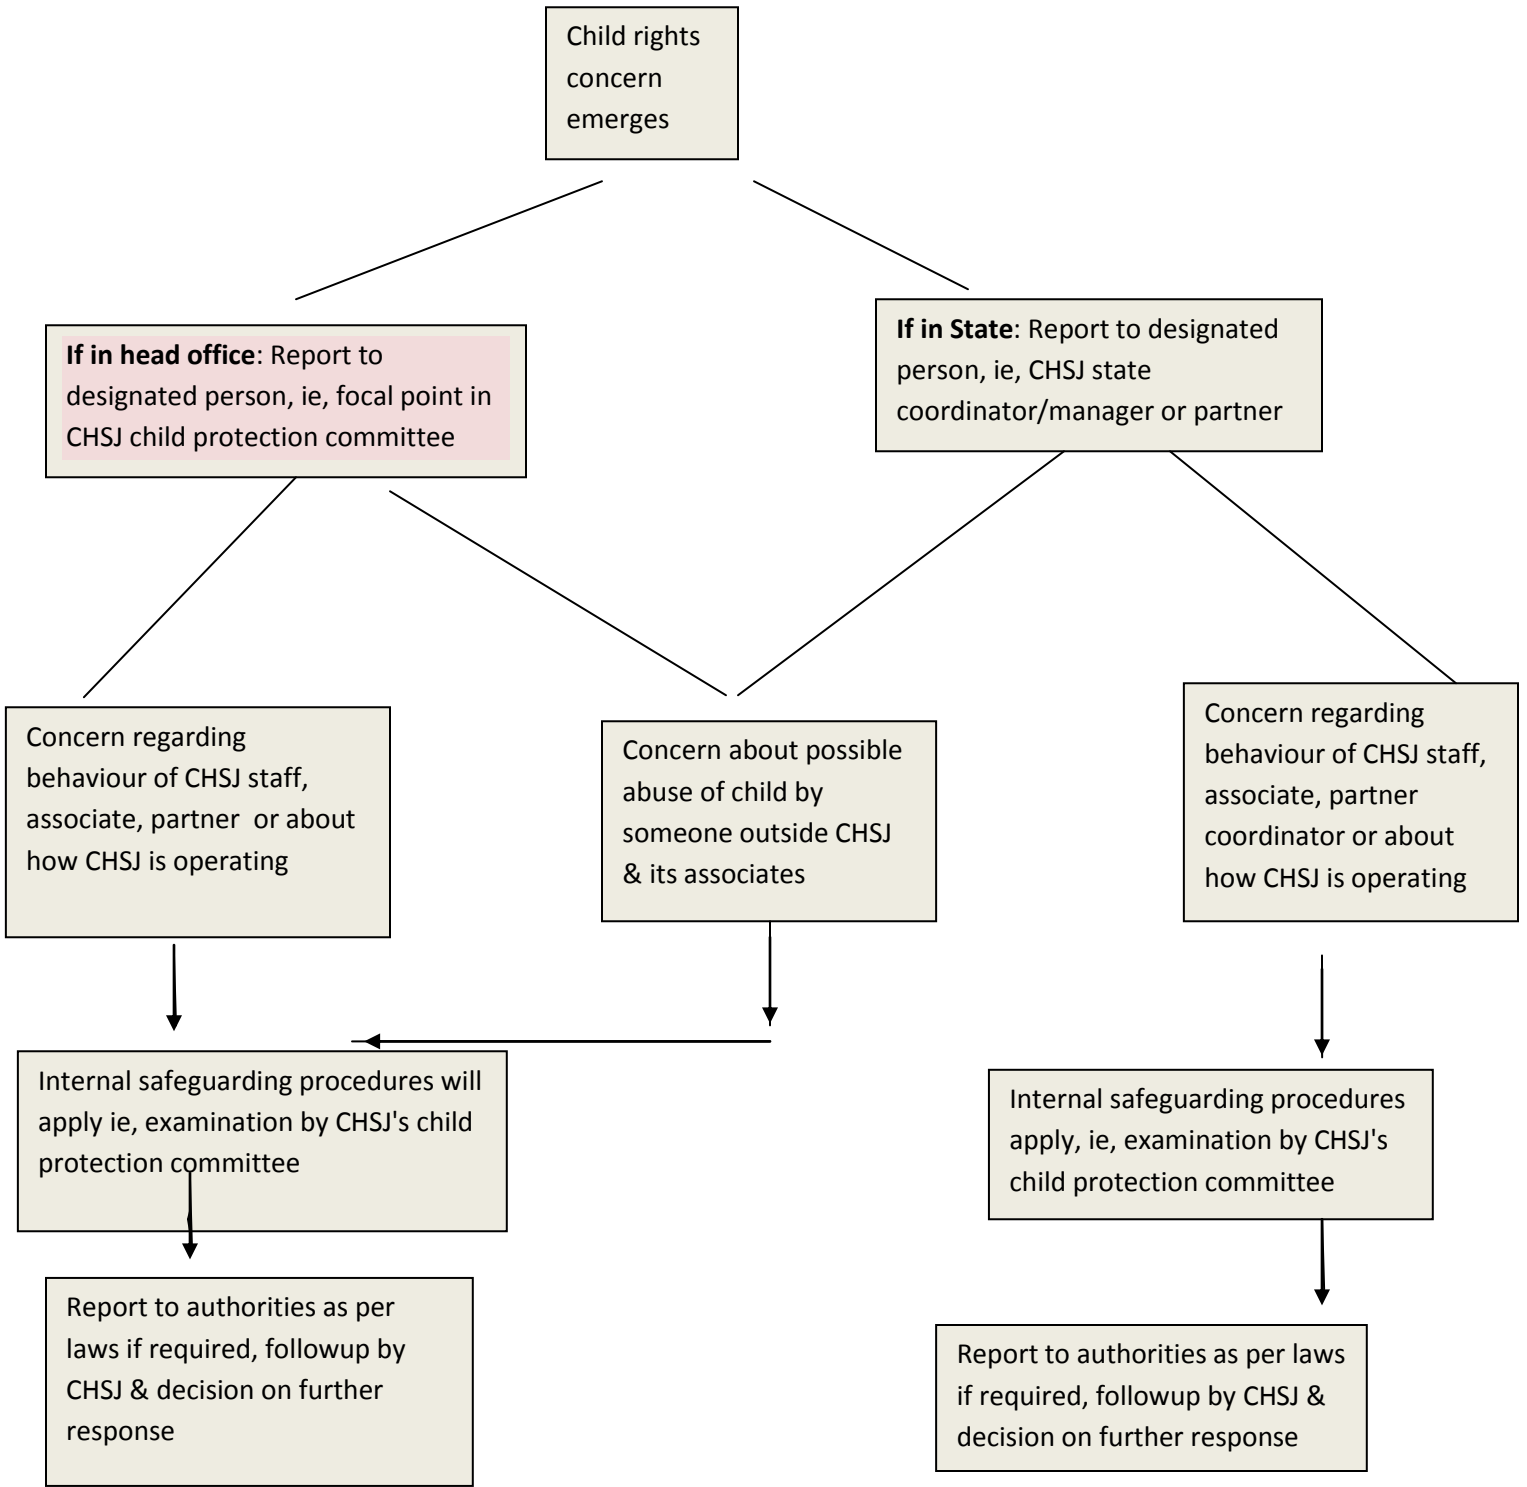 Child rights
concern
emerges
If in head office: Report to
designated person, ie, focal point in
CHSJ child protection committee
If in State: Report to designated
person, ie, CHSJ state
coordinator/manager or partner
Concern regarding
behaviour of CHSJ staff,
associate, partner  or about
how CHSJ is operating
Concern about possible
abuse of child by
someone outside CHSJ
& its associates
Concern regarding
behaviour of CHSJ staff,
associate, partner
coordinator or about
how CHSJ is operating
Internal safeguarding procedures will
apply ie, examination by CHSJ's child
protection committee
Internal safeguarding procedures
apply, ie, examination by CHSJ's
child protection committee
Report to authorities as per
laws if required, followup by
CHSJ & decision on further
response
Report to authorities as per laws
if required, followup by CHSJ &
decision on further response